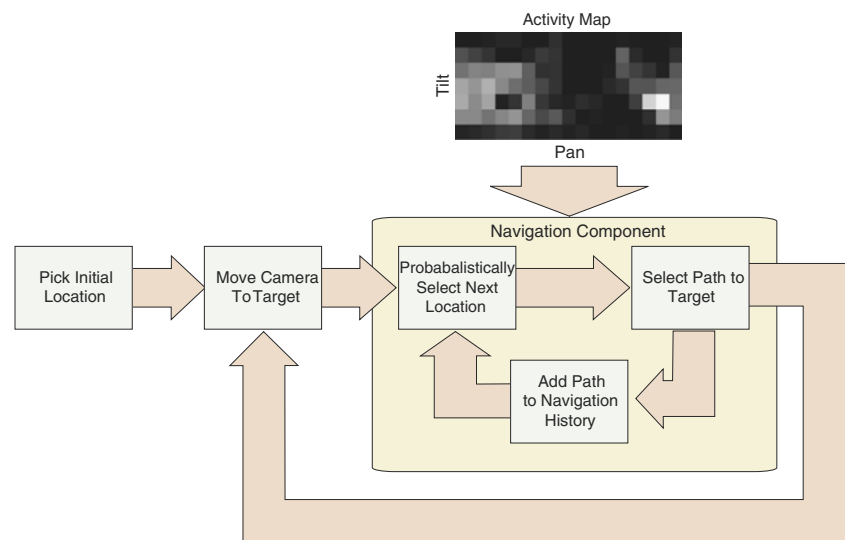 Activity Map
Tilt
Pan
Navigation Component
Pick Initial
Location
Move Camera
To Target
Probabalistically
Select Next
Location
Select Path to
Target
Add Path
to Navigation
History